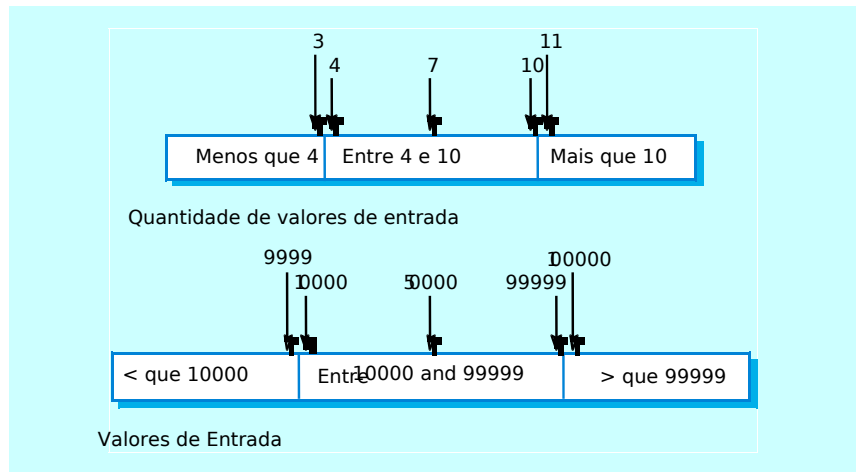 3 11
4 7 10
Menos que 4 Entre 4 e 10 Mais que 10
Quantidade de valores de entrada
9999 100000
10000 50000 99999
< que 10000 Entre 10000 and 99999 > que 99999
Valores de Entrada